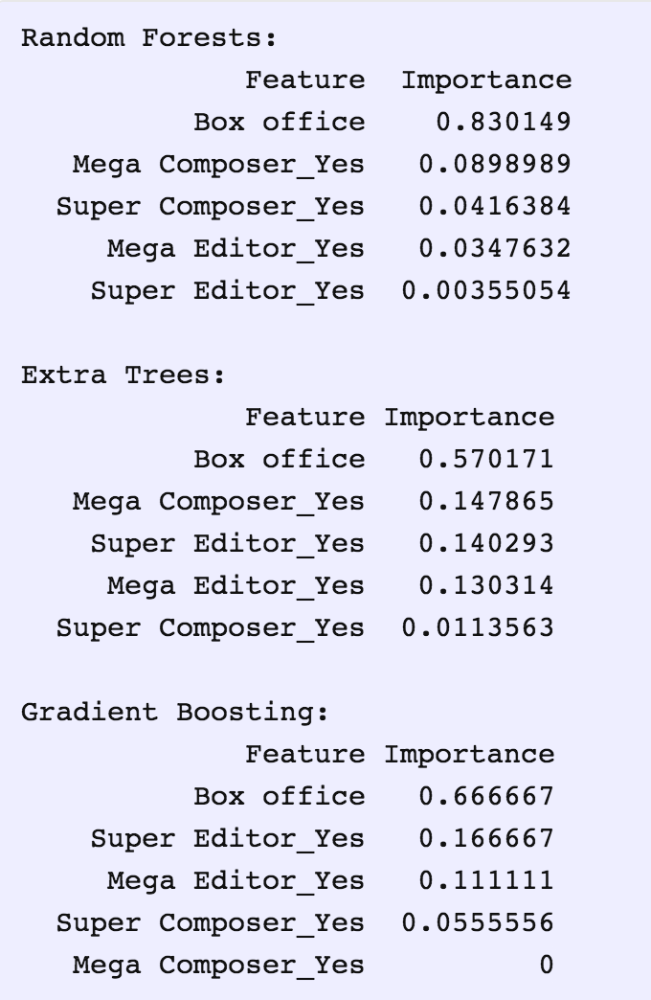 Random Forests:
Feature Importance
Box office 0.830149
Mega Composer_Yes 0.0898989
Super Composer_Yes 0.0416384
Mega Editor_Yes 0.0347632
Super Editor_Yes 0.00355054
Extra Trees:
Feature Importance
Box office 0.570171
Mega Composer_Yes 0.147865
Super Editor_Yes 0.140293
Mega Editor_Yes 0.130314
Super Composer_Yes 0.0113563
Gradient Boosting:
Feature Importance
Box office 0.666667
Super Editor_Yes 0.166667
Mega Editor_Yes 0.111111
Super Composer_Yes 0.0555556
Mega Composer_Yes 0